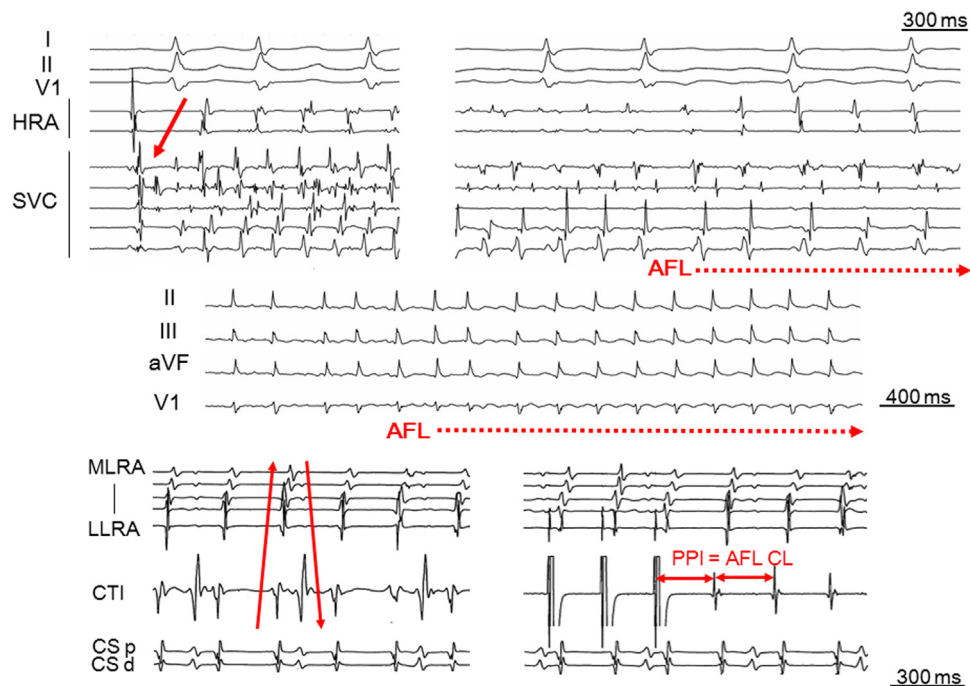 300 ms
I
II
V1
HRA
SVC
AFL
II
III
aVF
V1
400 ms
AFL
MLRA
LLRA
PPI = AFL CL
CTI
CS p
CS d
300 ms